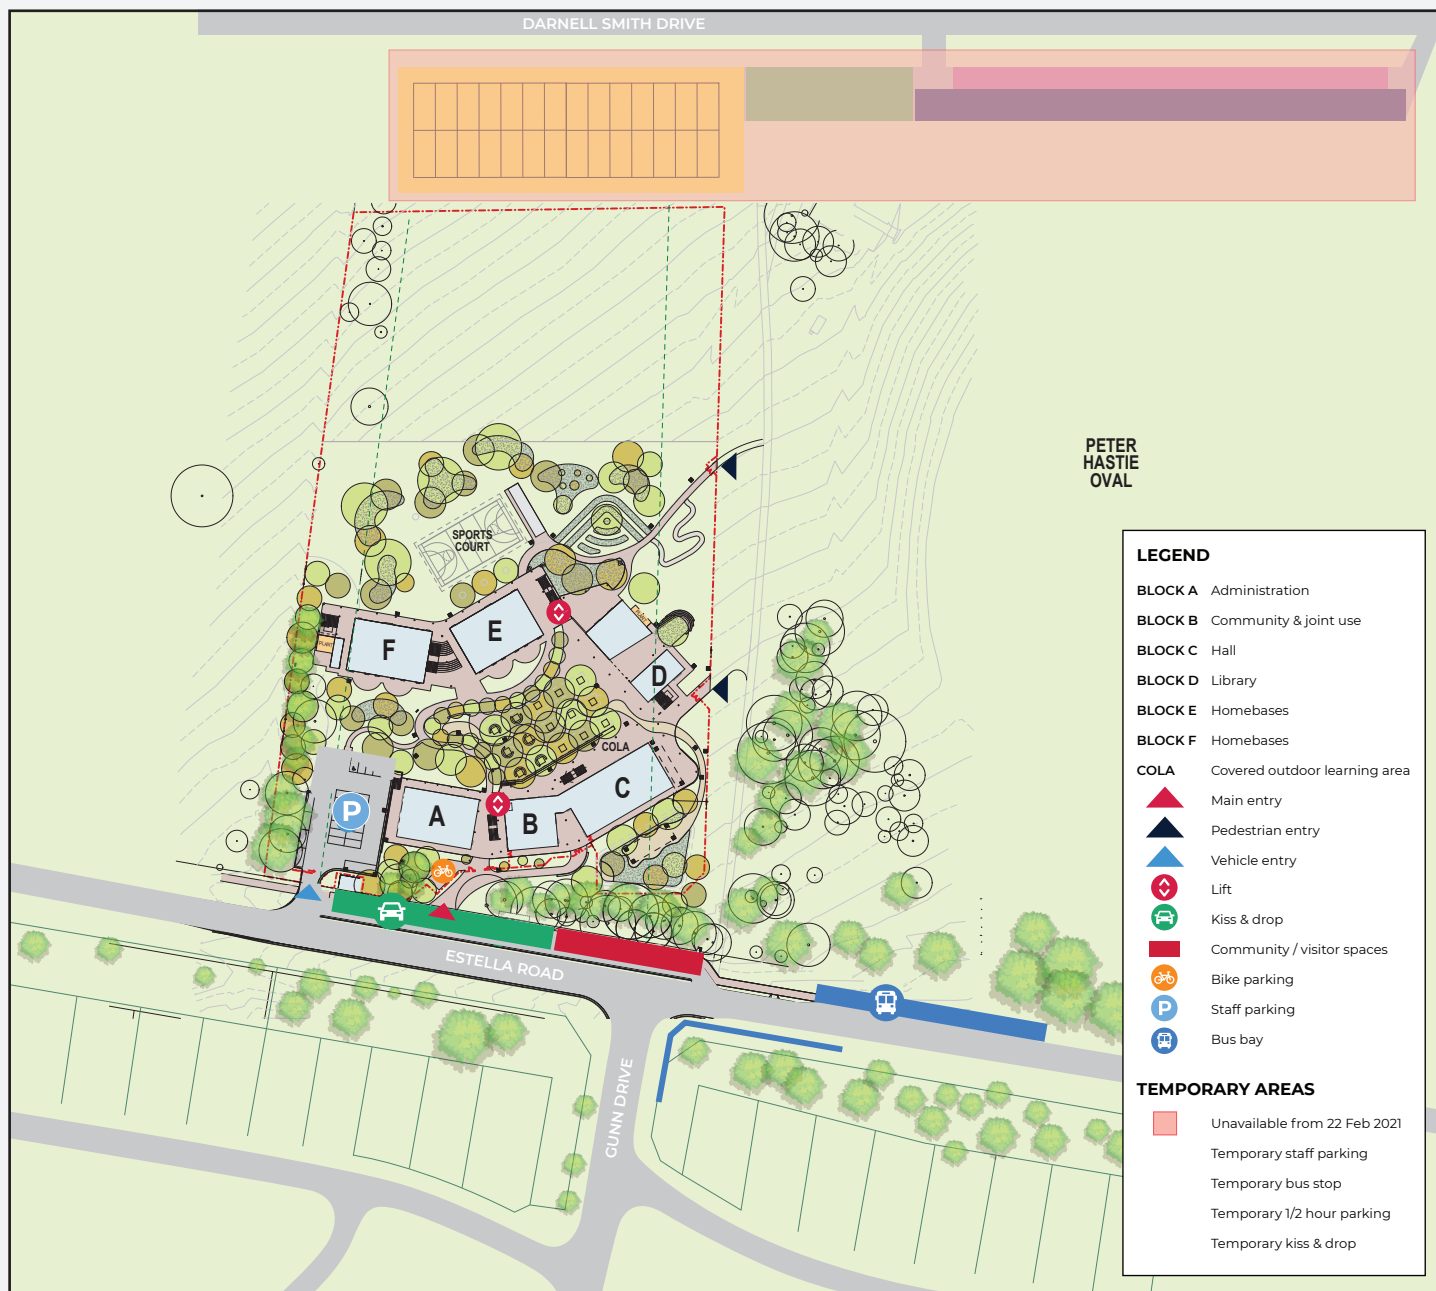 DARNELL SMITH DRIVE
PETER
HASTIE
OVAL
SPORTS
COURT
PLANT
F
E
D
COLA
C
A
B
P
ESTELLA ROAD
GUNN DRIVE
LEGEND
BLOCK A Administration
BLOCK B Community & joint use
BLOCK C Hall
BLOCK D Library
BLOCK E Homebases
BLOCK F Homebases
COLA Covered outdoor learning area
Main entry
Pedestrian entry
Vehicle entry
Lift
Kiss & drop
Community / visitor spaces
Bike parking
P Staff parking
Bus bay
TEMPORARY AREAS
Unavailable from 22 Feb 2021
Temporary staff parking
Temporary bus stop
Temporary 1/2 hour parking
Temporary kiss & drop